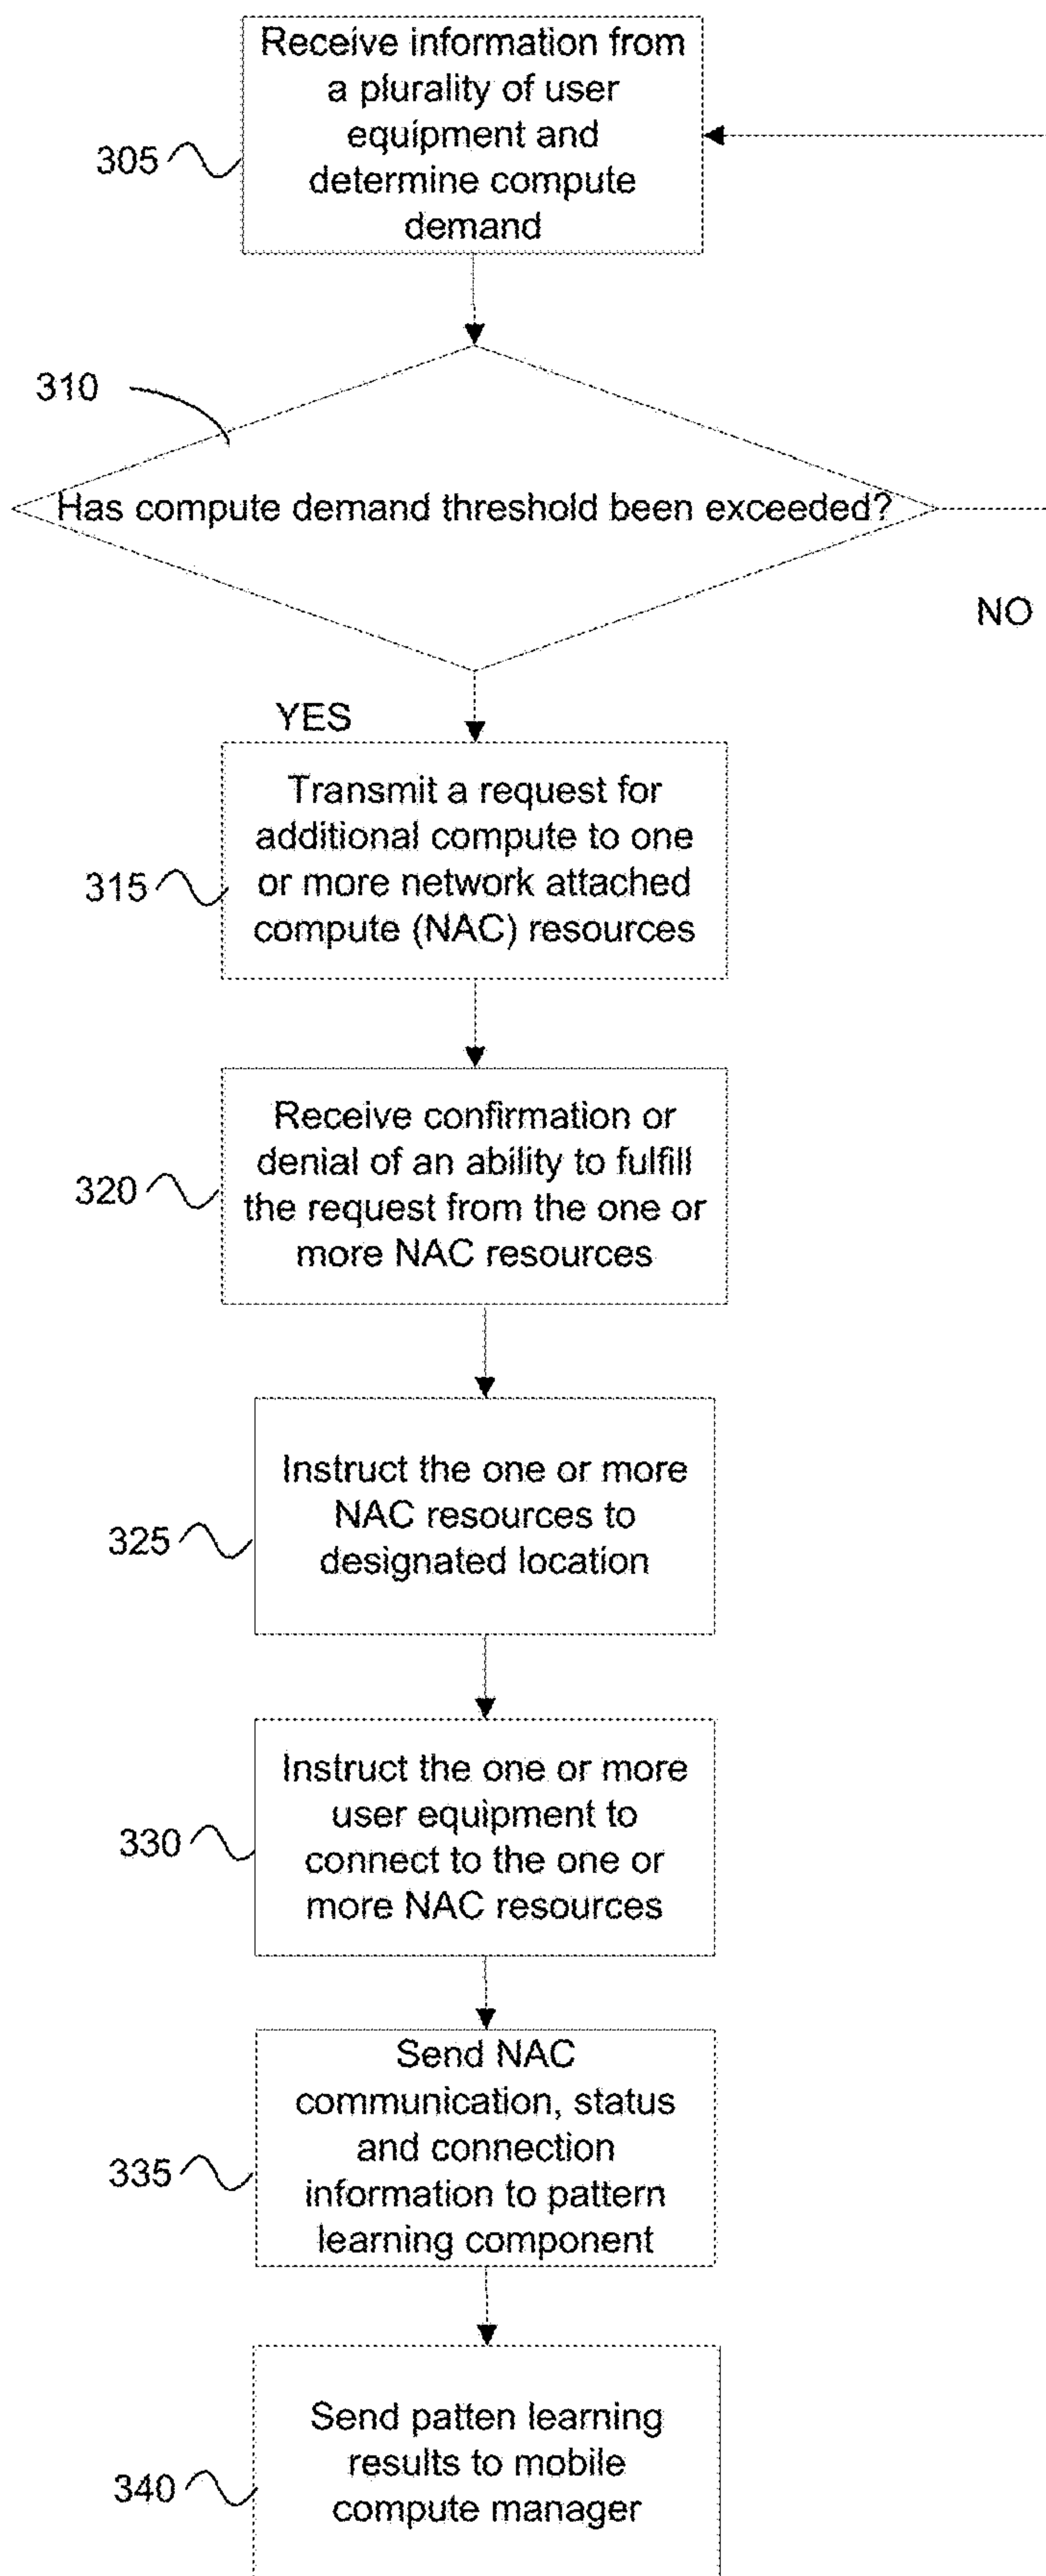 Receive information from
a plurality of user
equipment and
determine compute
demand
305
310
Has compute demand threshold been exceeded?
NO
YES
Transmit a request for
additional compute to one
or more network attached
compute (NAC) resources
315
Receive confirmation or
denial of an ability to fulfill
the request from the one or
more NAC resources
320
Instruct the one or more
NAC resources to
designated location
325
Instruct the one or more
user equipment to
connect to the one or
more NAC resources
330
Send NAC
communication, status
and connection
information to pattern
learning component
335
Send patten learning
results to mobile
compute manager
340